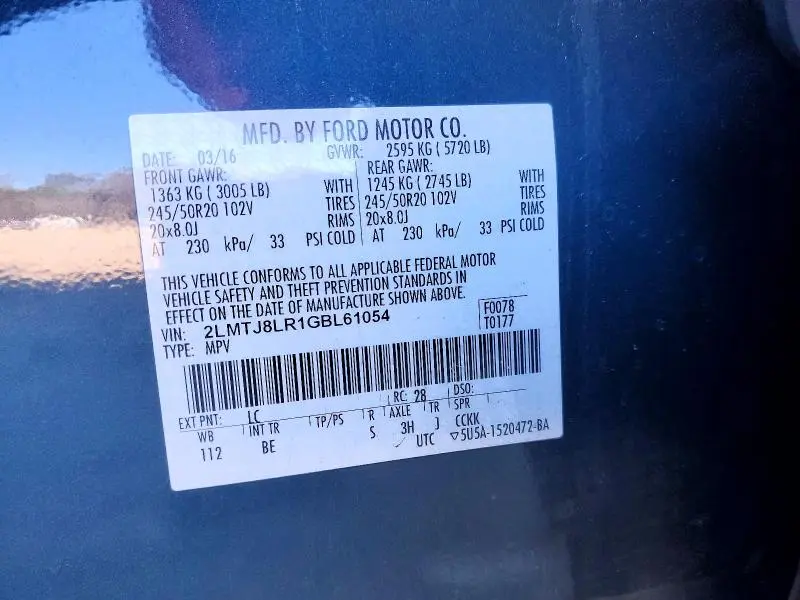 MFD. BY FORD MOTOR CO.
DATE: 03/16 GVWR: 2595 KG ( 5720 LB)
FRONT GAWR: REAR GAWR:
1363 KG ( 3005 LB) WITH 1245 KG ( 2745 LB) WITH
245/50R20 102V TIRES 245/50R20 102V TIRES
20x8.0J RIMS 20x8.0J RIMS
AT 230 kPa/ 33 PSI COLD AT 230 kPa/ 33 PSI COLD
THIS VEHICLE CONFORMS TO ALL APPLICABLE FEDERAL MOTOR
VEHICLE SAFETY AND THEFT PREVENTION STANDARDS IN
EFFECT ON THE DATE OF MANUFACTURE SHOWN ABOVE.
VIN: 2LMTJ8LR1GBL61054 F0078
TYPE: MPV T0177
EXT PNT: LC RC: 28 DSO:
WB INT TR TP/PS R AXLE TR SPR
112 BE S 3H J CCKK
UTC ▽5U5A-1520472-BA